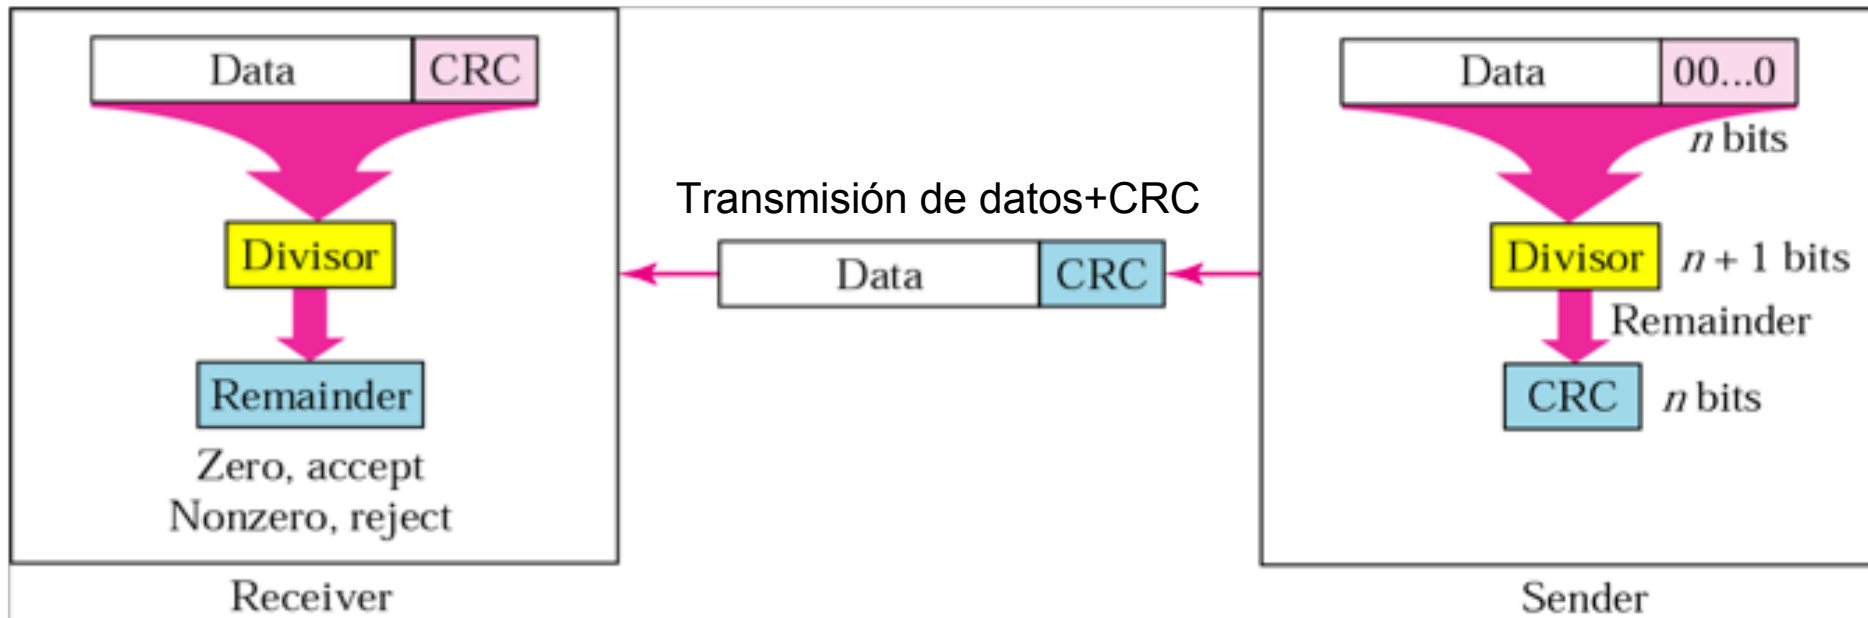 Data CRC
Divisor
Remainder
Zero, accept
Nonzero, reject
Receiver
Transmisión de datos+CRC
Data CRC
Data 00...0
n bits
Divisor n + 1 bits
Remainder
CRC n bits
Sender